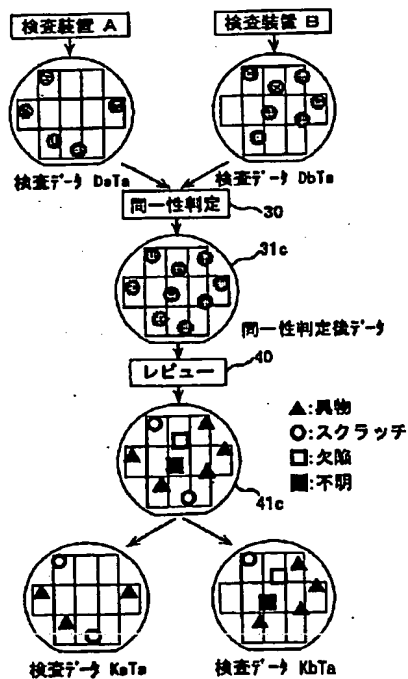 検査装置 A
検査装置 B
検査データ DaTa
検査データ DbTa
同一性判定
30
31c
同一性判定後データ
レビュー
40
▲:異物
○:スクラッチ
□:欠陥
■:不明
41c
検査データ KaTa
検査データ KbTa